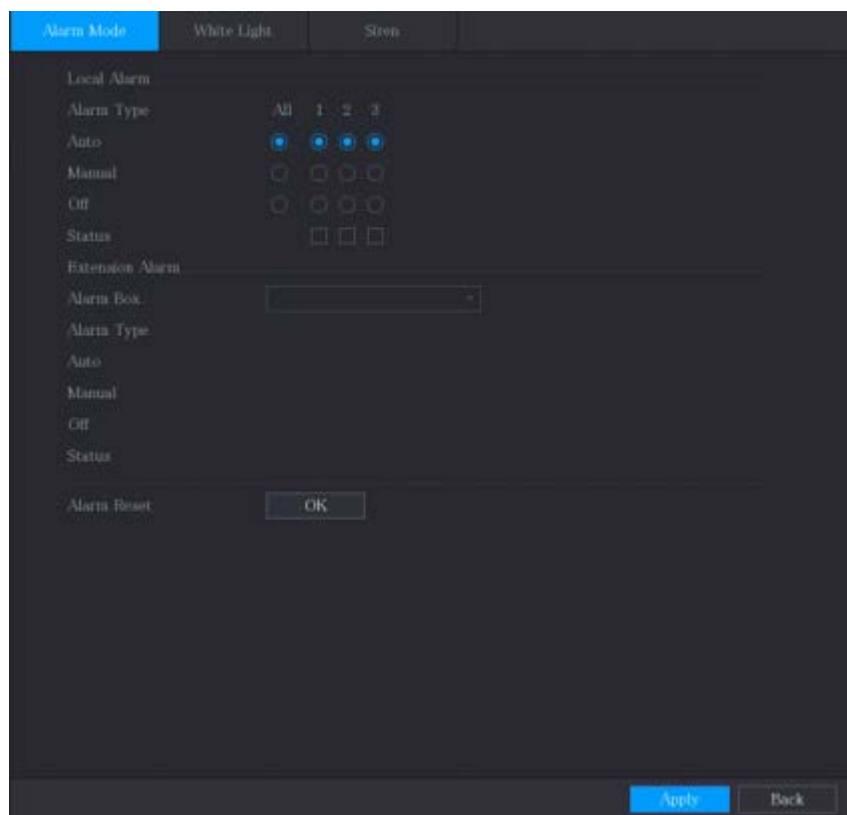 Alarm Mode White Light Siren
Local Alarm
Alarm Type All 1 2 3
Auto
Manual
Off
Status
Extension Alarm
Alarm Box
Alarm Type
Auto
Manual
Off
Status
Alarm Reset OK
Apply Back